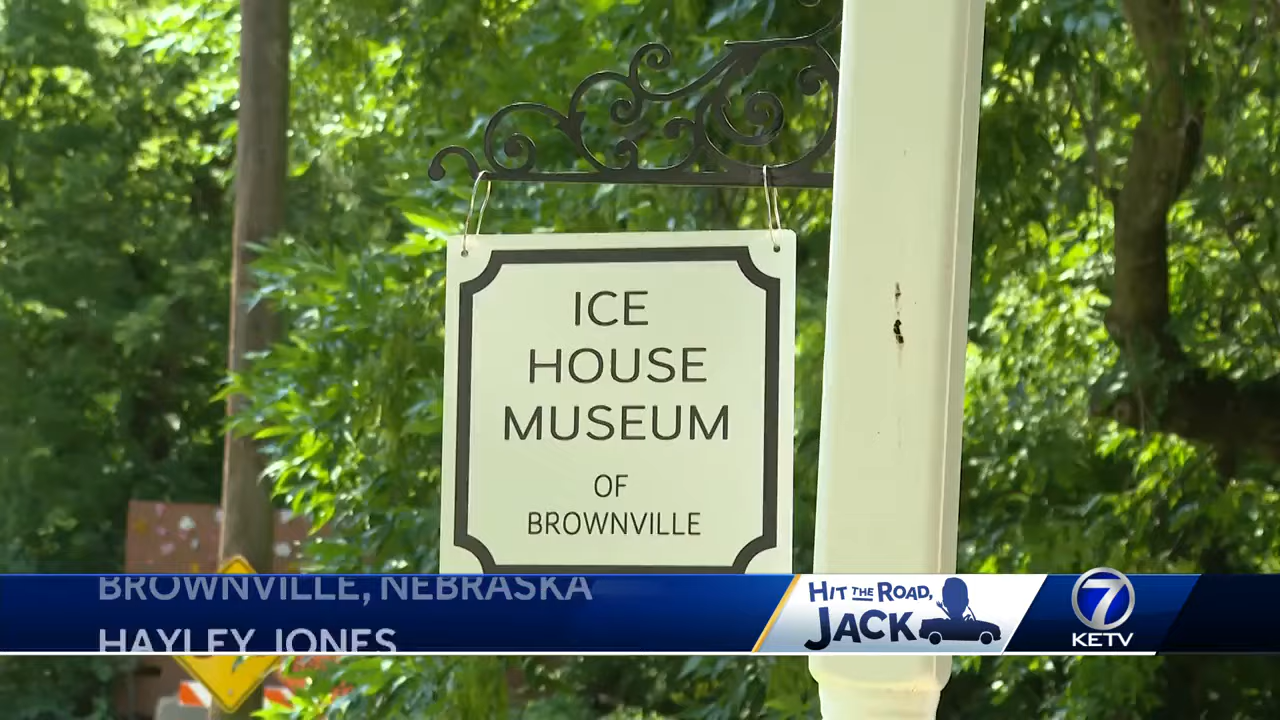 ICE
HOUSE
MUSEUM
OF
BROWNVILLE
BROWNVILLE, NEBRASKA
HAYLEY JONES
HIT THE ROAD,
JACK
7
KETV